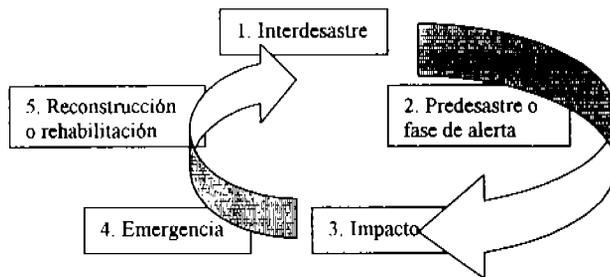 1. Interdesastre
2. Predesastre o
fase de alerta
3. Impacto
4. Emergencia
5. Reconstrucción
o rehabilitación